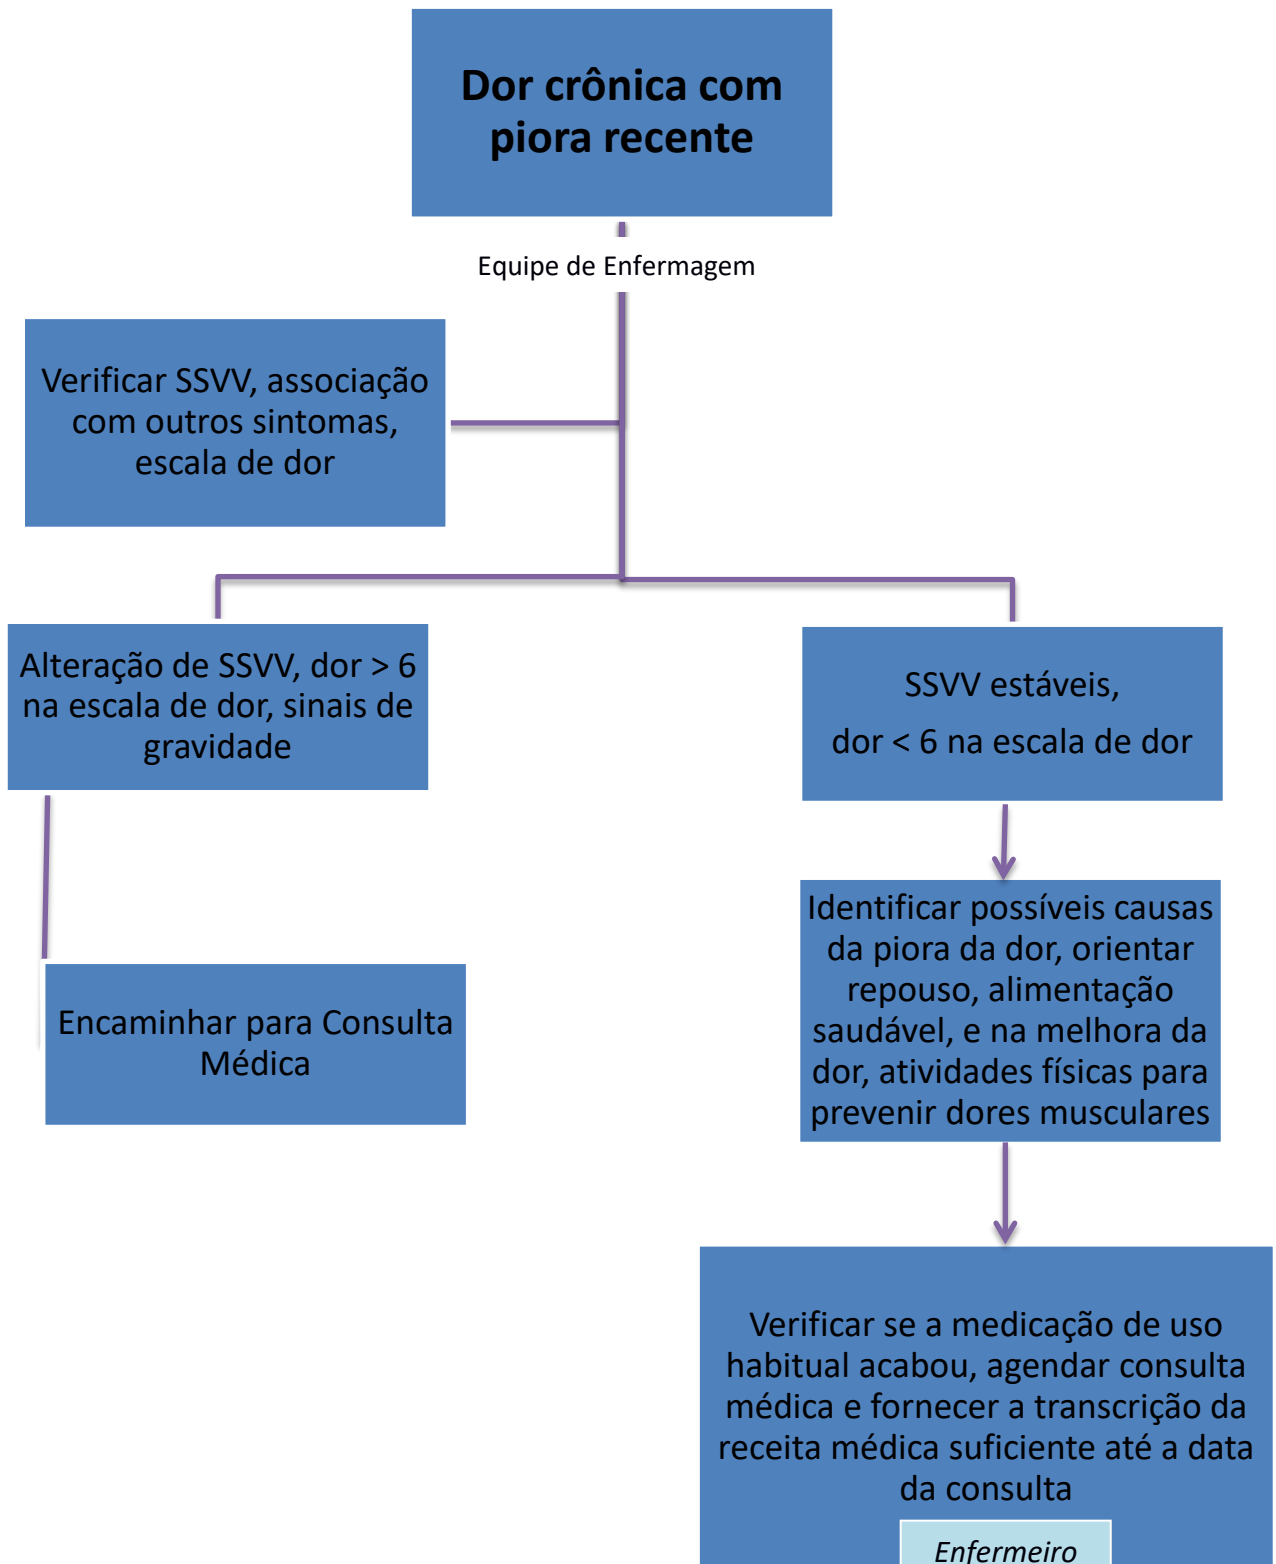 Dor crônica com
piora recente
Equipe de Enfermagem
Verificar SSVV, associação
com outros sintomas,
escala de dor
Alteração de SSVV, dor > 6
na escala de dor, sinais de
gravidade
SSVV estáveis,
dor < 6 na escala de dor
Encaminhar para Consulta
Médica
Identificar possíveis causas
da piora da dor, orientar
repouso, alimentação
saudável, e na melhora da
dor, atividades físicas para
prevenir dores musculares
Verificar se a medicação de uso
habitual acabou, agendar consulta
médica e fornecer a transcrição da
receita médica suficiente até a data
da consulta
Enfermeiro